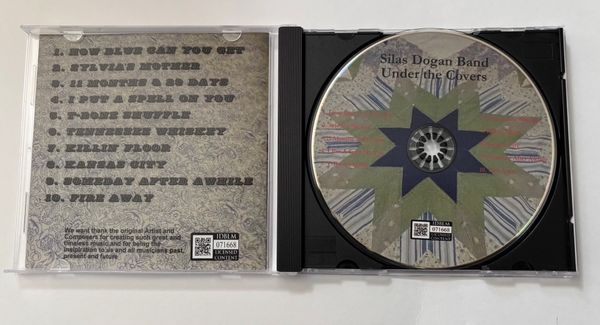 1. HOW BLUE CAN YOU GET
2. SYLVIA'S MOTHER
3. 11 MONTHS & 29 DAYS
4. I PUT A SPELL ON YOU
5. T-BONE SHUFFLE
6. TENNESSEE WHISKEY
7. KILLIN FLOOR
8. KANSAS CITY
9. SOMEDAY AFTER AWHILE
10. FIRE AWAY
We want thank the original Artist and
Composers for creating such great and
timeless music and for being the
inspiration to us and all musicians past,
present and future
IDBLM
071668
LICENSED
CONTENT
Silas Dogan Band
Under the Covers
IDBLM
071668
LICENSED
CONTENT